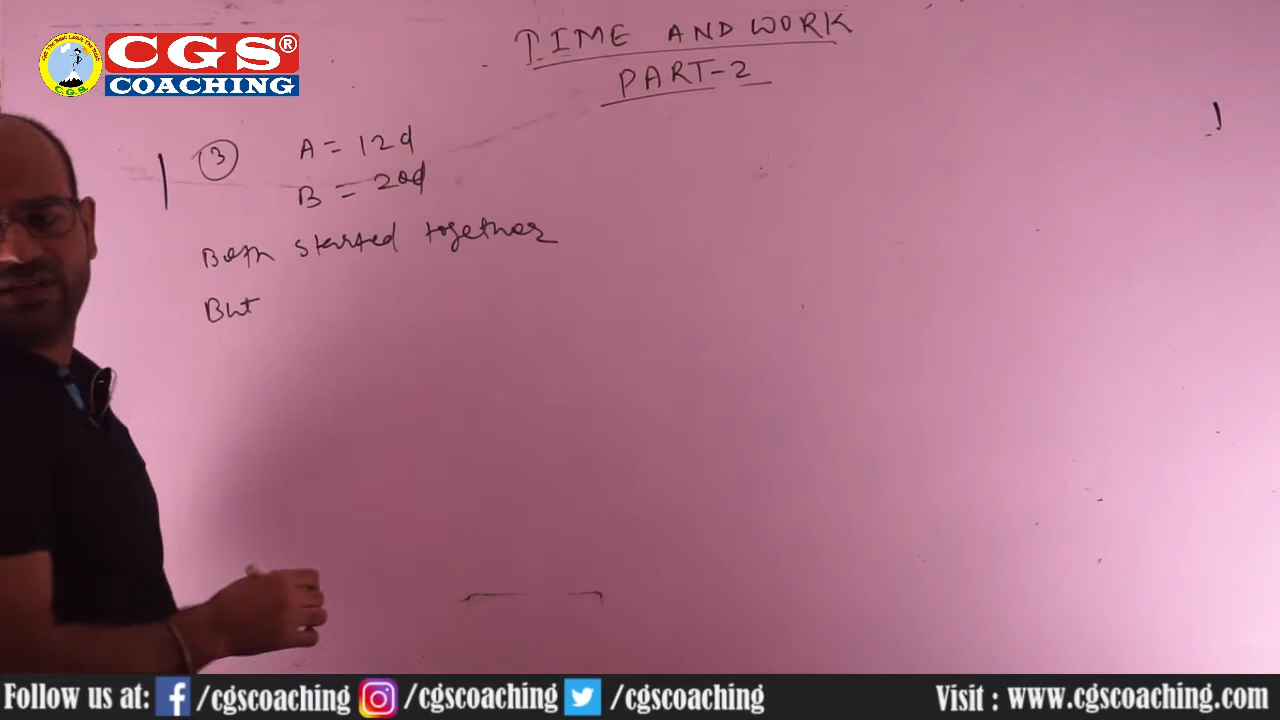 CGS®
COACHING
C.G.S.
TIME AND WORK
PART-2
3 A = 12d
B = 20d
Both started together
But
Follow us at: /cgscoaching /cgscoaching /cgscoaching Visit : www.cgscoaching.com